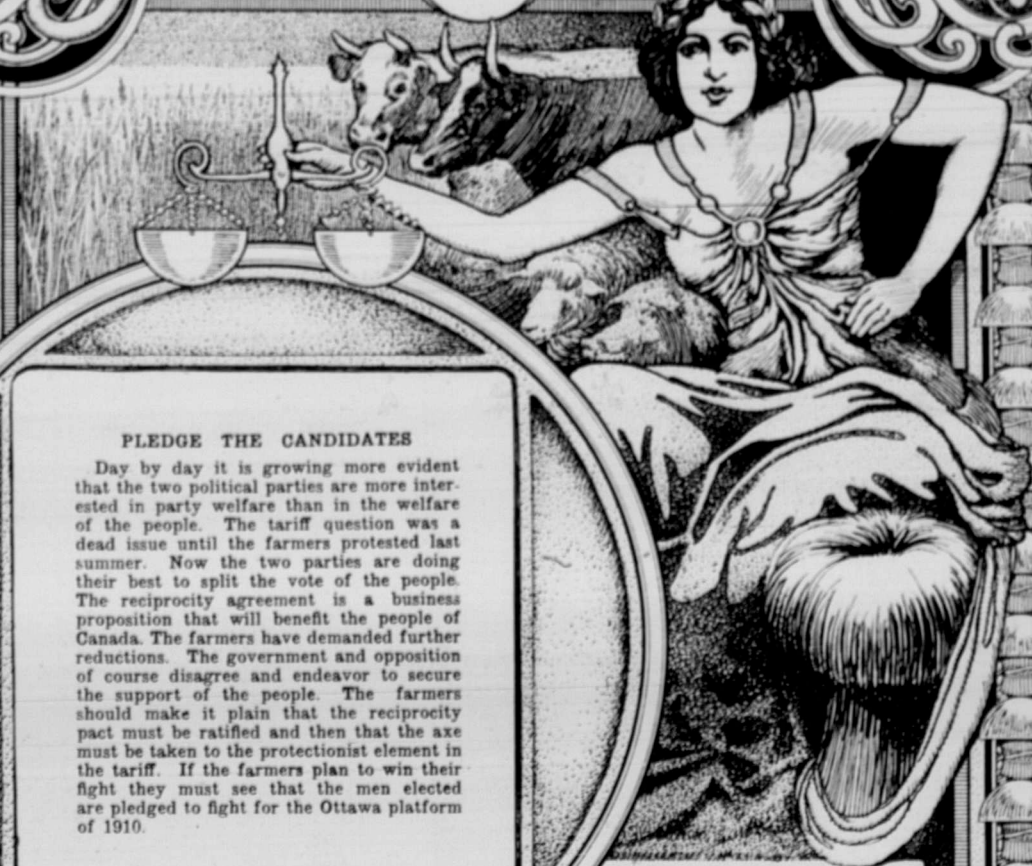 PLEDGE THE CANDIDATES
Day by day it is growing more evident
that the two political parties are more inter-
ested in party welfare than in the welfare
of the people. The tariff question was a
dead issue until the farmers protested last
summer. Now the two parties are doing
their best to split the vote of the people.
The reciprocity agreement is a business
proposition that will benefit the people of
Canada. The farmers have demanded further
reductions. The government and opposition
of course disagree and endeavor to secure
the support of the people. The farmers
should make it plain that the reciprocity
pact must be ratified and then that the axe
must be taken to the protectionist element in
the tariff. If the farmers plan to win their
fight they must see that the men elected
are pledged to fight for the Ottawa platform
of 1910.